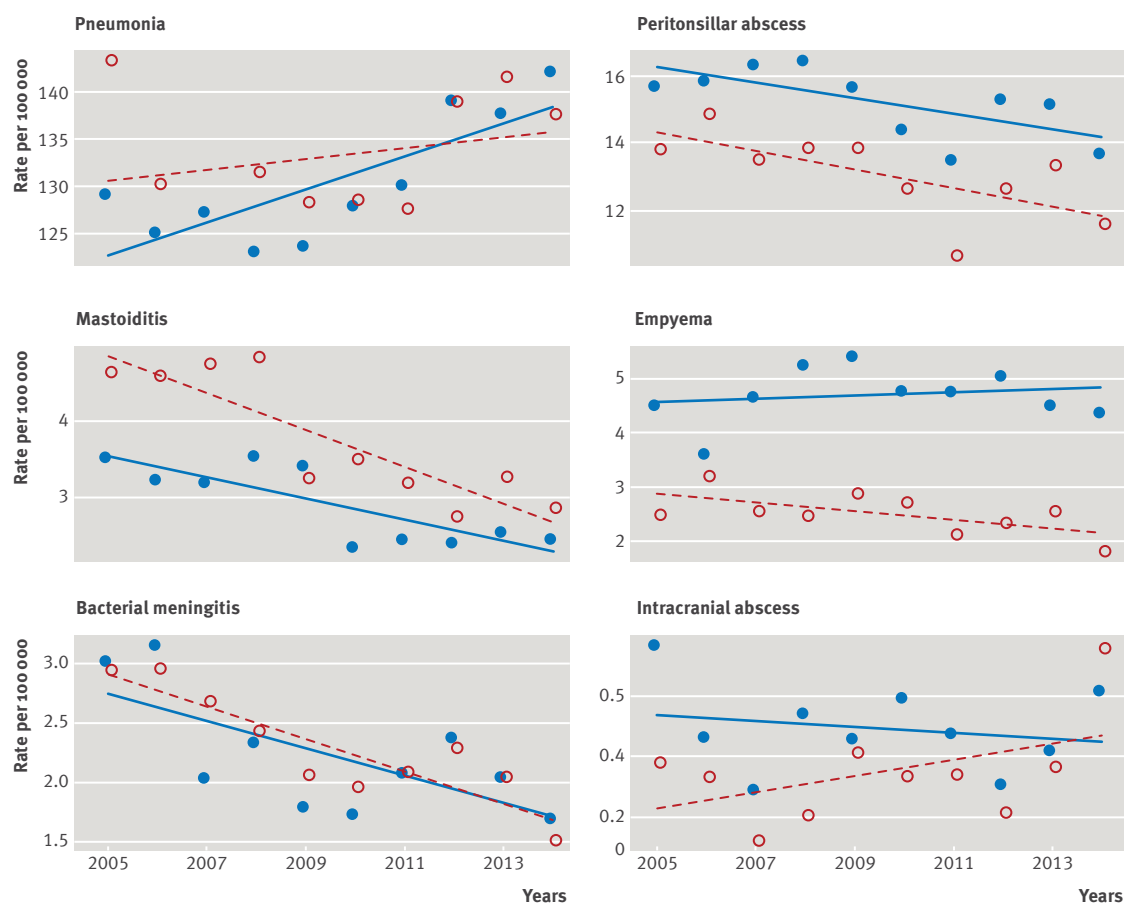 Pneumonia
Rate per 100 000
140
135
130
125
Peritonsillar abscess
16
14
12
Mastoiditis
Rate per 100 000
4
3
Empyema
5
4
3
2
Bacterial meningitis
Rate per 100 000
3.0
2.5
2.0
1.5
2005 2007 2009 2011 2013
Years
Intracranial abscess
0.5
0.4
0.2
0
2005 2007 2009 2011 2013
Years